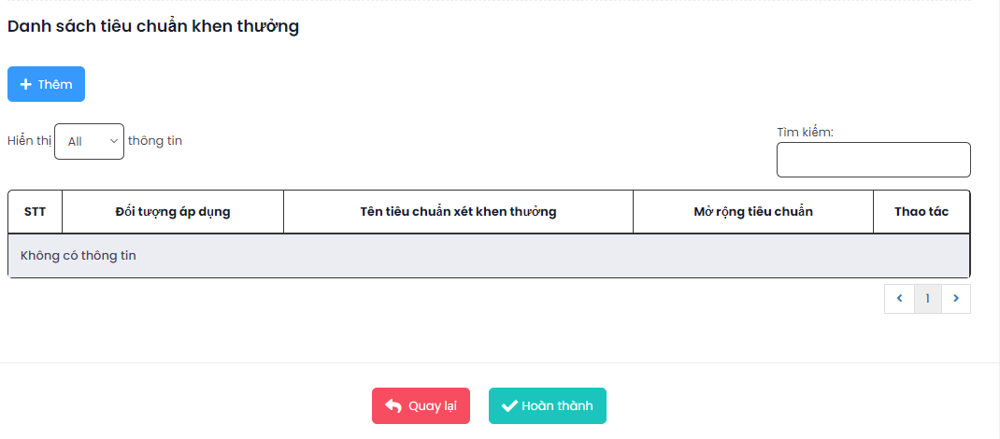 Danh sách tiêu chuẩn khen thưởng
Thêm
Hiển thị All thông tin
Tìm kiếm:
STT Đối tượng áp dụng Tên tiêu chuẩn xét khen thưởng Mở rộng tiêu chuẩn Thao tác
Không có thông tin
1
Quay lại Hoàn thành